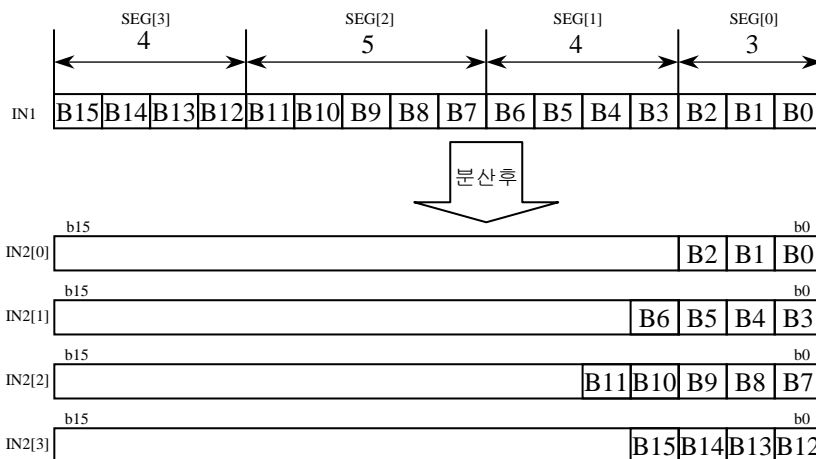 SEG[3] SEG[2] SEG[1] SEG[0]
4 5 4 3
IN1 B15 B14 B13 B12 B11 B10 B9 B8 B7 B6 B5 B4 B3 B2 B1 B0
분산후
b15 b0
IN2[0] B2 B1 B0
b15 b0
IN2[1] B6 B5 B4 B3
b15 b0
IN2[2] B11 B10 B9 B8 B7
b15 b0
IN2[3] B15 B14 B13 B12